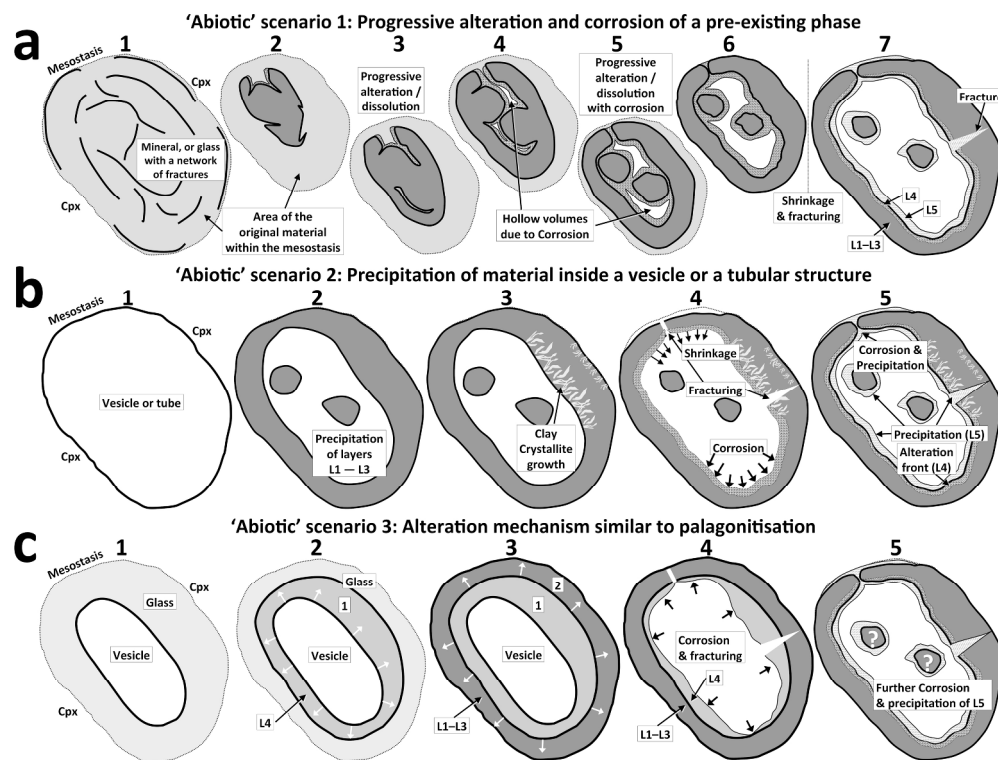 a
'Abiotic' scenario 1: Progressive alteration and corrosion of a pre-existing phase
1
2
3
4
5
6
7
Mesostasis
Cpx
Cpx
Mineral, or glass
with a network
of fractures
Area of the
original material
within the mesostasis
Progressive
alteration /
dissolution
Hollow volumes
due to Corrosion
Progressive
alteration /
dissolution
with corrosion
Shrinkage
& fracturing
Fracture
L4
L5
L1–L3
b
'Abiotic' scenario 2: Precipitation of material inside a vesicle or a tubular structure
1
2
3
4
5
Mesostasis
Cpx
Cpx
Vesicle or tube
Precipitation
of layers
L1 — L3
Clay
Crystallite
growth
Shrinkage
Fracturing
Corrosion
Corrosion &
Precipitation
Precipitation (L5)
Alteration
front (L4)
c
'Abiotic' scenario 3: Alteration mechanism similar to palagonitisation
1
2
3
4
5
Mesostasis
Cpx
Cpx
Glass
Vesicle
Glass
1
Vesicle
L4
2
1
Vesicle
L1–L3
Corrosion
& fracturing
L4
L1–L3
?
?
Further Corrosion
& precipitation of L5